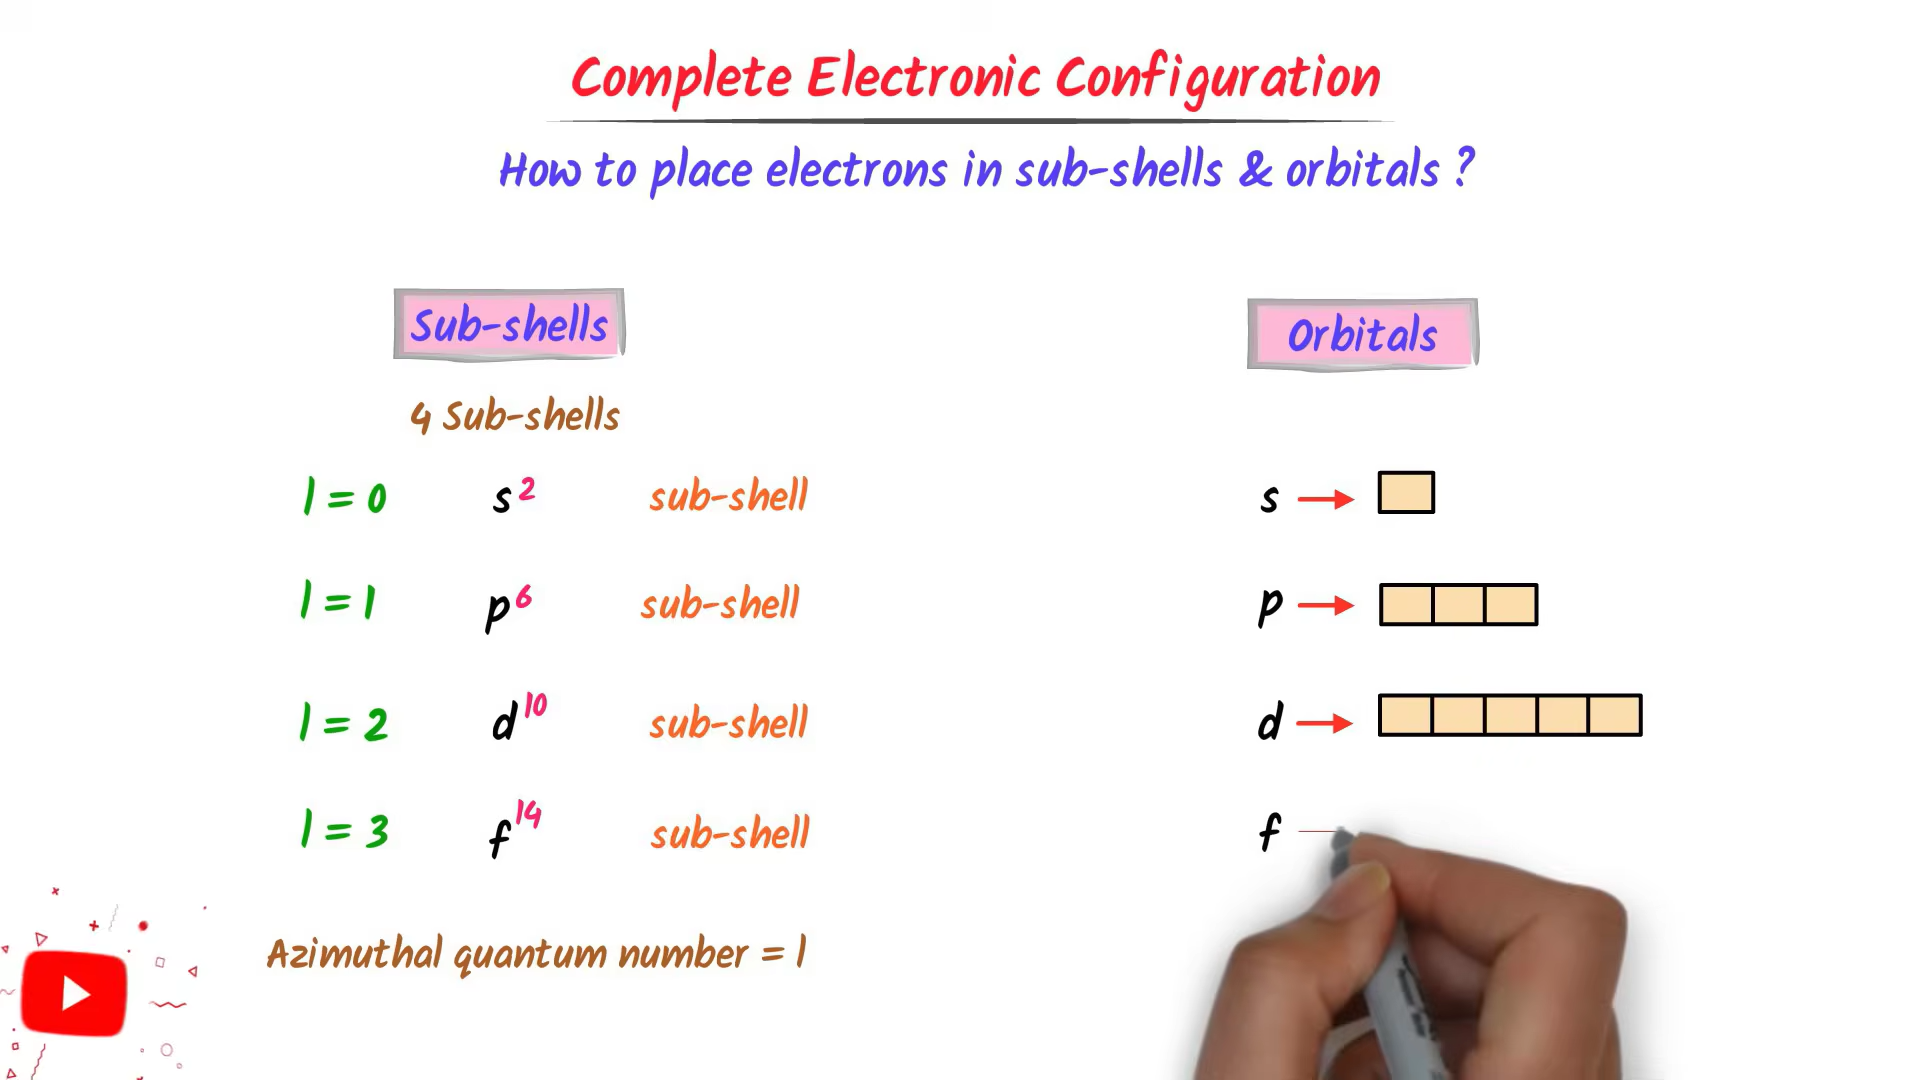 Complete Electronic Configuration
How to place electrons in sub-shells & orbitals ?
Sub-shells
4 Sub-shells
l = 0 s² sub-shell
l = 1 p⁶ sub-shell
l = 2 d¹⁰ sub-shell
l = 3 f¹⁴ sub-shell
Azimuthal quantum number = l
Orbitals
s
p
d
f